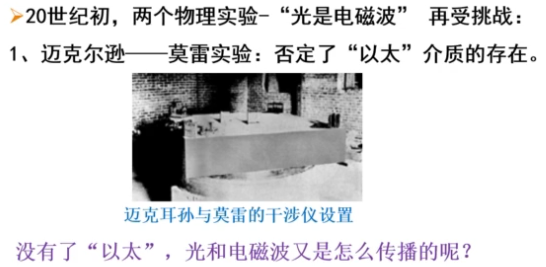 ➢20世纪初，两个物理实验-“光是电磁波” 再受挑战：
1、迈克尔逊——莫雷实验：否定了“以太”介质的存在。
迈克耳孙与莫雷的干涉仪设置
没有了“以太”，光和电磁波又是怎么传播的呢？